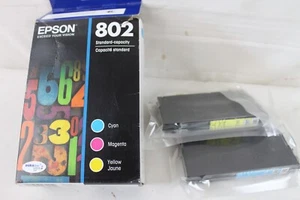 EPSON
EXCEED YOUR VISION
802
Standard-capacity
Capacité standard
Cyan
Magenta
Yellow
Jaune